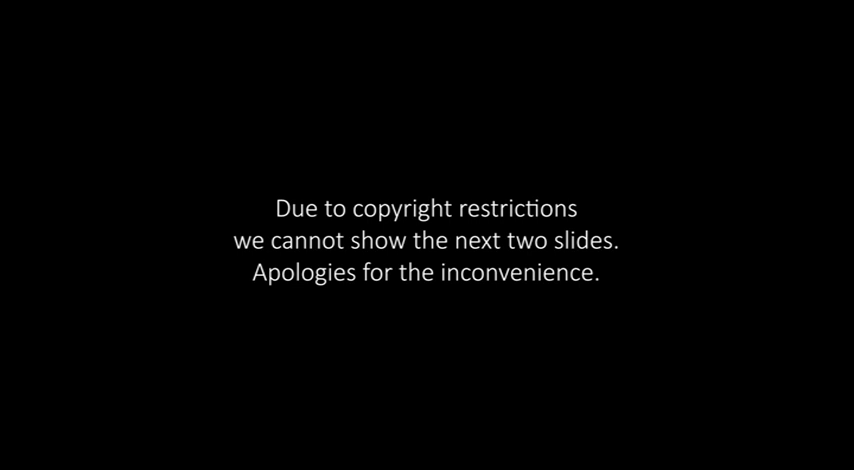 Due to copyright restrictions
we cannot show the next two slides.
Apologies for the inconvenience.